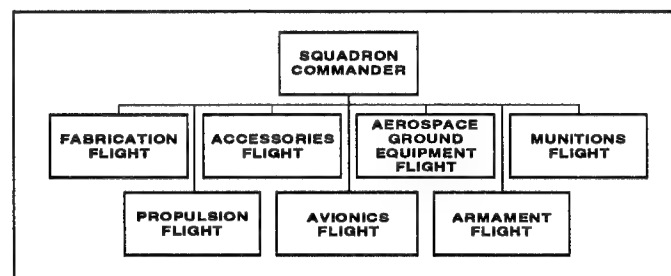 SQUADRON
COMMANDER
FABRICATION
FLIGHT
ACCESSORIES
FLIGHT
AEROSPACE
GROUND
EQUIPMENT
FLIGHT
MUNITIONS
FLIGHT
PROPULSION
FLIGHT
AVIONICS
FLIGHT
ARMAMENT
FLIGHT